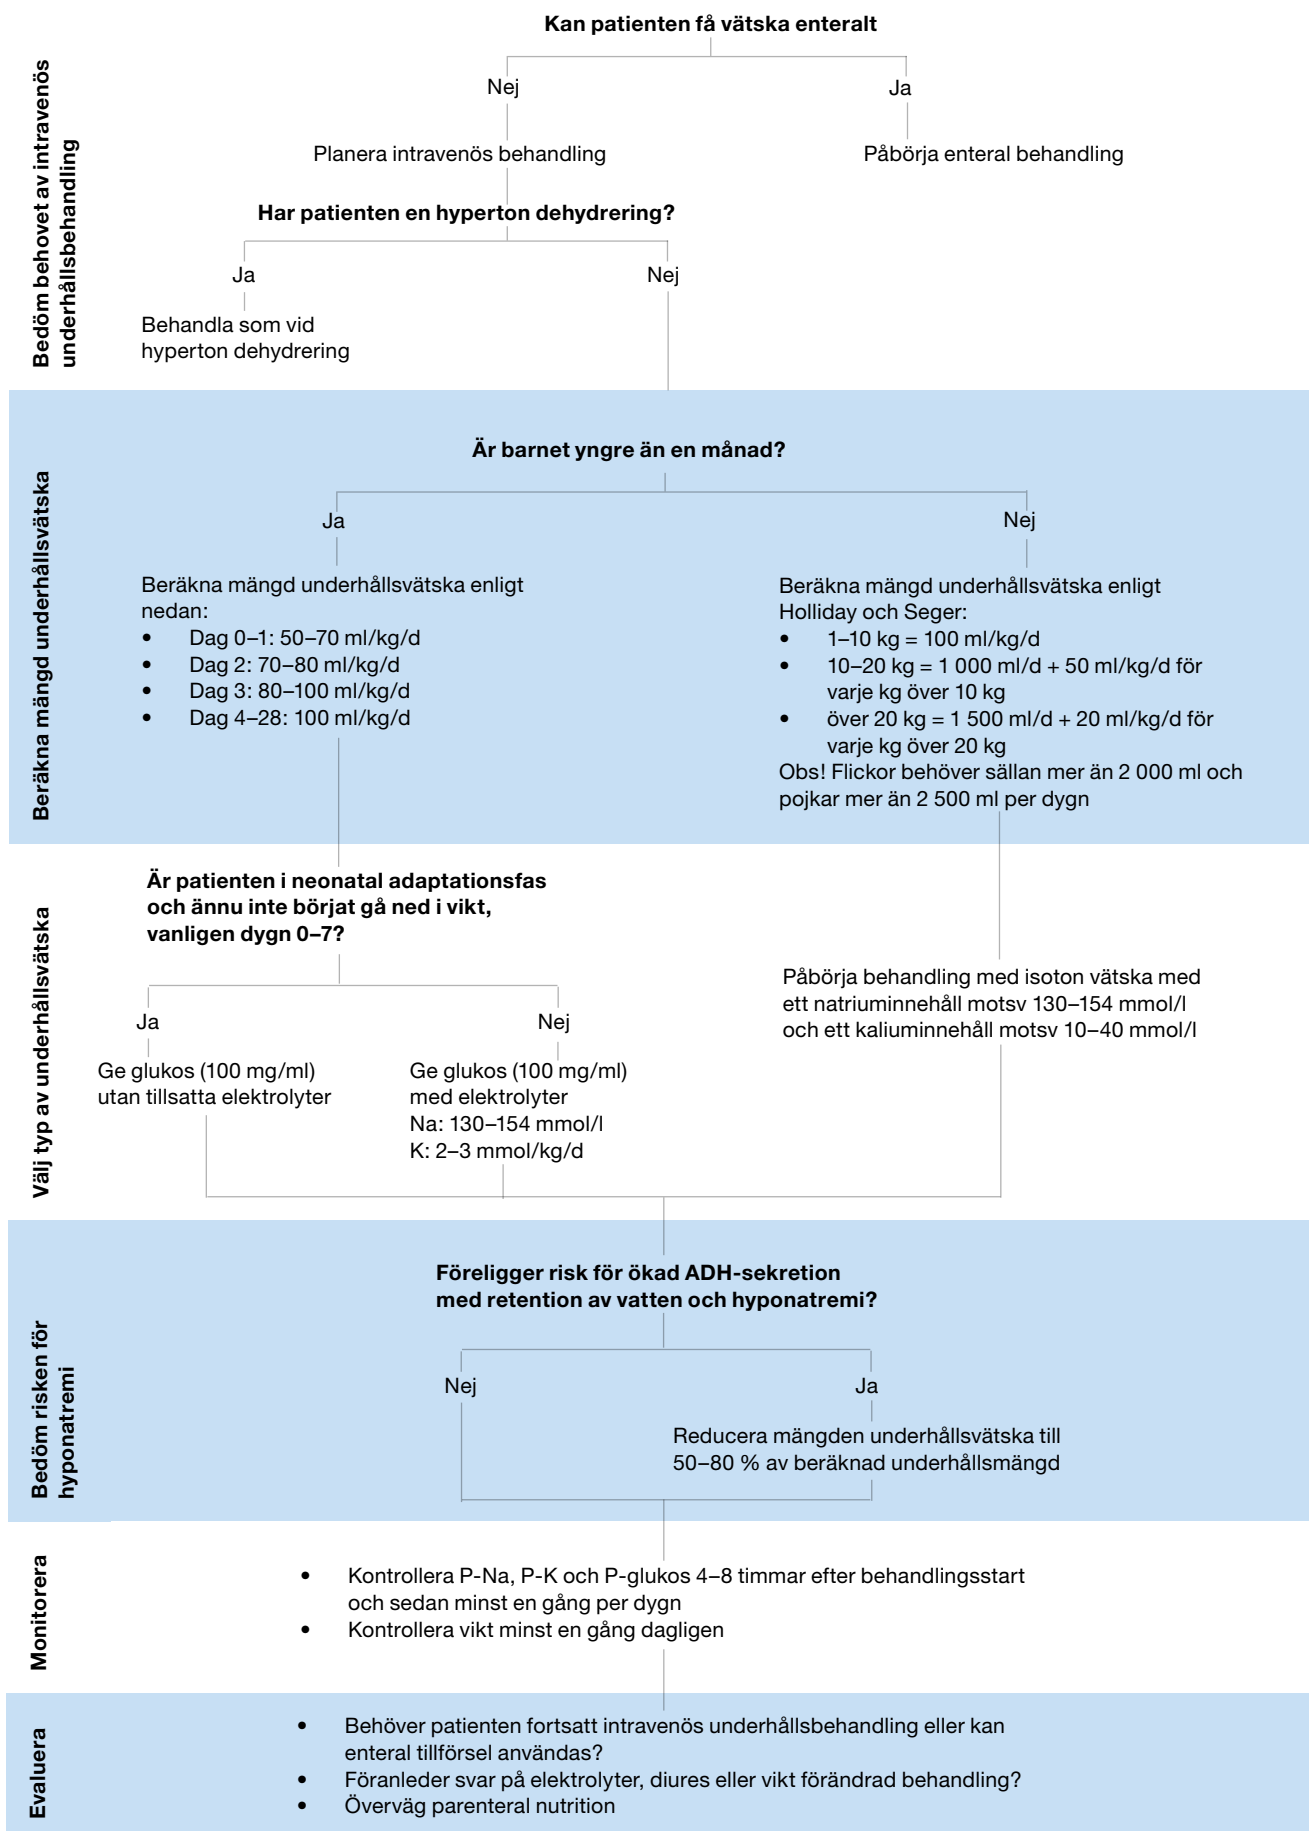 Kan patienten få vätska enteralt
Bedöm behovet av intravenös
underhållsbehandling
Nej
Ja
Planera intravenös behandling
Påbörja enteral behandling
Har patienten en hyperton dehydrering?
Ja
Nej
Behandla som vid
hyperton dehydrering
Beräkna mängd underhållsvätska
Är barnet yngre än en månad?
Ja
Nej
Beräkna mängd underhållsvätska enligt
nedan:
• Dag 0–1: 50–70 ml/kg/d
• Dag 2: 70–80 ml/kg/d
• Dag 3: 80–100 ml/kg/d
• Dag 4–28: 100 ml/kg/d
Beräkna mängd underhållsvätska enligt
Holliday och Seger:
• 1–10 kg = 100 ml/kg/d
• 10–20 kg = 1 000 ml/d + 50 ml/kg/d för
varje kg över 10 kg
• över 20 kg = 1 500 ml/d + 20 ml/kg/d för
varje kg över 20 kg
Obs! Flickor behöver sällan mer än 2 000 ml och
pojkar mer än 2 500 ml per dygn
Välj typ av underhållsvätska
Är patienten i neonatal adaptationsfas
och ännu inte börjat gå ned i vikt,
vanligen dygn 0–7?
Ja
Nej
Ge glukos (100 mg/ml)
utan tillsatta elektrolyter
Ge glukos (100 mg/ml)
med elektrolyter
Na: 130–154 mmol/l
K: 2–3 mmol/kg/d
Påbörja behandling med isoton vätska med
ett natriuminnehåll motsv 130–154 mmol/l
och ett kaliuminnehåll motsv 10–40 mmol/l
Bedöm risken för
hyponatremi
Föreligger risk för ökad ADH-sekretion
med retention av vatten och hyponatremi?
Nej
Ja
Reducera mängden underhållsvätska till
50–80 % av beräknad underhållsmängd
Monitorera
• Kontrollera P-Na, P-K och P-glukos 4–8 timmar efter behandlingsstart
och sedan minst en gång per dygn
• Kontrollera vikt minst en gång dagligen
Evaluera
• Behöver patienten fortsatt intravenös underhållsbehandling eller kan
enteral tillförsel användas?
• Föranleder svar på elektrolyter, diures eller vikt förändrad behandling?
• Överväg parenteral nutrition